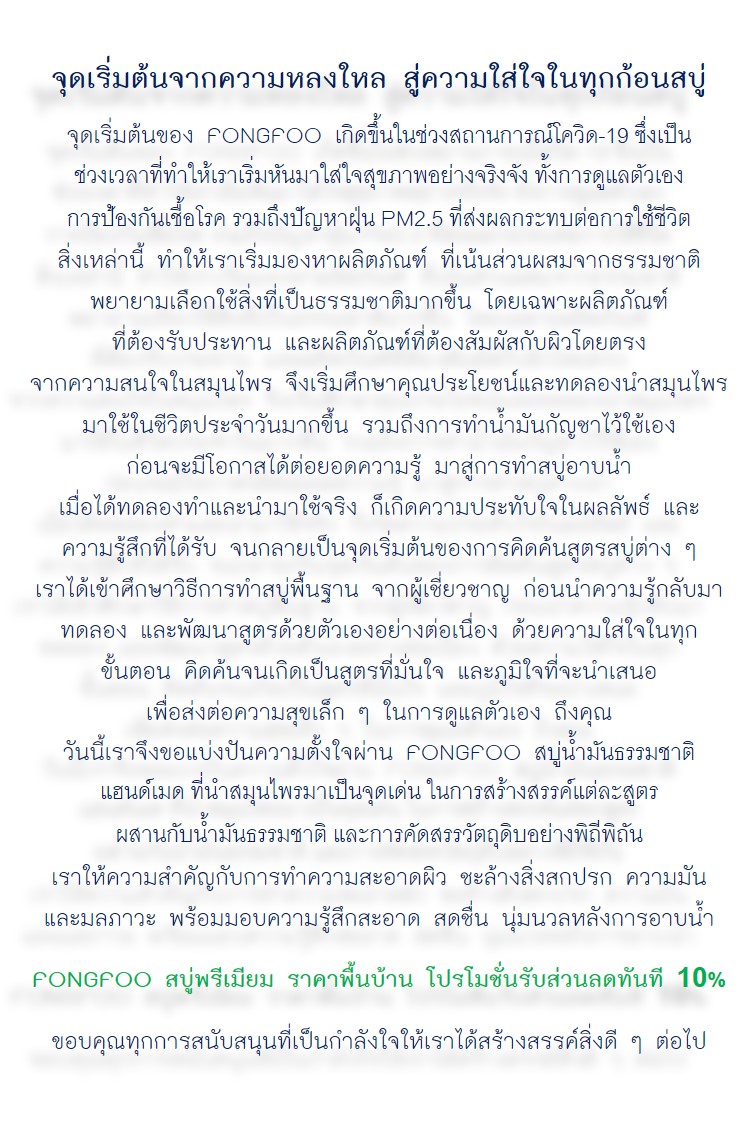 จุดเริ่มต้นจากความหลงใหล สู่ความใส่ใจในทุกก้อนสบู่
จุดเริ่มต้นของ FONGFOO เกิดขึ้นในช่วงสถานการณ์โควิด-19 ซึ่งเป็น
ช่วงเวลาที่ทำให้เราเริ่มหันมาใส่ใจสุขภาพอย่างจริงจัง ทั้งการดูแลตัวเอง
การป้องกันเชื้อโรค รวมถึงปัญหาฝุ่น PM2.5 ที่ส่งผลกระทบต่อการใช้ชีวิต
สิ่งเหล่านี้ ทำให้เราเริ่มมองหาผลิตภัณฑ์ ที่เน้นส่วนผสมจากธรรมชาติ
พยายามเลือกใช้สิ่งที่เป็นธรรมชาติมากขึ้น โดยเฉพาะผลิตภัณฑ์
ที่ต้องรับประทาน และผลิตภัณฑ์ที่ต้องสัมผัสกับผิวโดยตรง
จากความสนใจในสมุนไพร จึงเริ่มศึกษาคุณประโยชน์และทดลองนำสมุนไพร
มาใช้ในชีวิตประจำวันมากขึ้น รวมถึงการทำน้ำมันกัญชาไว้ใช้เอง
ก่อนจะมีโอกาสได้ต่อยอดความรู้ มาสู่การทำสบู่อาบน้ำ
เมื่อได้ทดลองทำและนำมาใช้จริง ก็เกิดความประทับใจในผลลัพธ์ และ
ความรู้สึกที่ได้รับ จนกลายเป็นจุดเริ่มต้นของการคิดค้นสูตรสบู่ต่าง ๆ
เราได้เข้าศึกษาวิธีการทำสบู่พื้นฐาน จากผู้เชี่ยวชาญ ก่อนนำความรู้กลับมา
ทดลอง และพัฒนาสูตรด้วยตัวเองอย่างต่อเนื่อง ด้วยความใส่ใจในทุก
ขั้นตอน คิดค้นจนเกิดเป็นสูตรที่มั่นใจ และภูมิใจที่จะนำเสนอ
เพื่อส่งต่อความสุขเล็ก ๆ ในการดูแลตัวเอง ถึงคุณ
วันนี้เราจึงขอแบ่งปันความตั้งใจผ่าน FONGFOO สบู่น้ำมันธรรมชาติ
แฮนด์เมด ที่นำสมุนไพรมาเป็นจุดเด่น ในการสร้างสรรค์แต่ละสูตร
ผสานกับน้ำมันธรรมชาติ และการคัดสรรวัตถุดิบอย่างพิถีพิถัน
เราให้ความสำคัญกับการทำความสะอาดผิว ชะล้างสิ่งสกปรก ความมัน
และมลภาวะ พร้อมมอบความรู้สึกสะอาด สดชื่น นุ่มนวลหลังการอาบน้ำ
FONGFOO สบู่พรีเมียม ราคาพื้นบ้าน โปรโมชั่นรับส่วนลดทันที 10%
ขอบคุณทุกการสนับสนุนที่เป็นกำลังใจให้เราได้สร้างสรรค์สิ่งดี ๆ ต่อไป